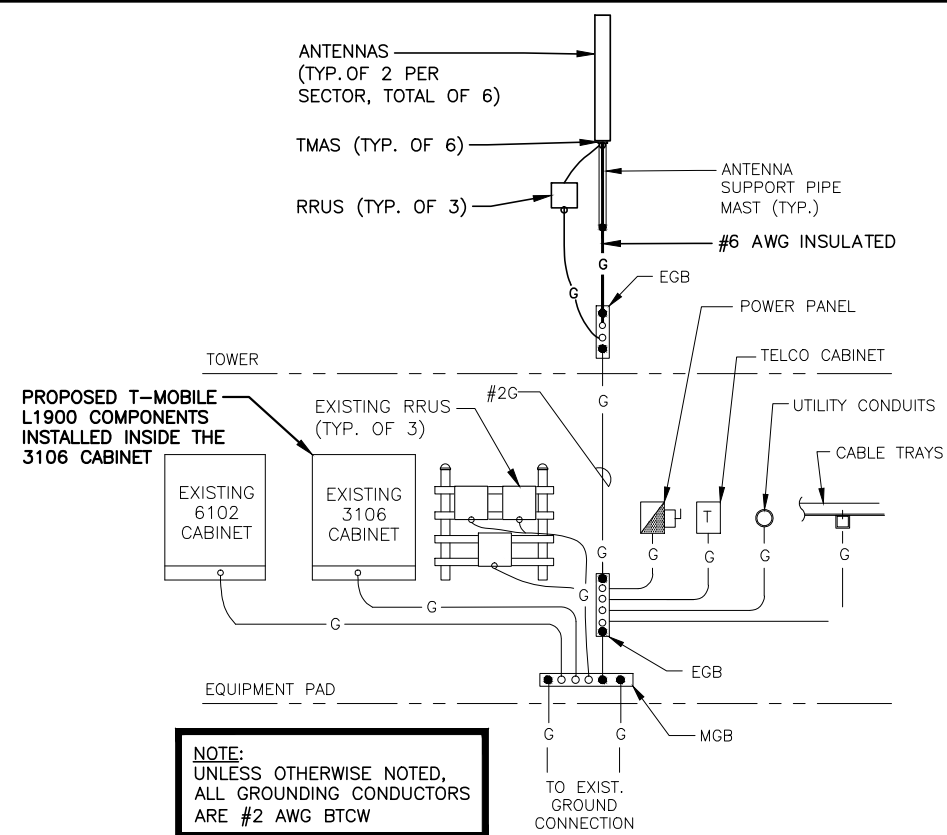 ANTENNAS
(TYP. OF 2 PER
SECTOR, TOTAL OF 6)
TMAS (TYP. OF 6)
RRUS (TYP. OF 3)
ANTENNA
SUPPORT PIPE
MAST (TYP.)
#6 AWG INSULATED
G
EGB
G
POWER PANEL
TOWER
TELCO CABINET
PROPOSED T-MOBILE
L1900 COMPONENTS
INSTALLED INSIDE THE
3106 CABINET
EXISTING RRUS
(TYP. OF 3)
#2G
G
UTILITY CONDUITS
CABLE TRAYS
EXISTING
6102
CABINET
EXISTING
3106
CABINET
T
G
G
G
G
G
G
G
G
EGB
EQUIPMENT PAD
MGB
G
G
TO EXIST.
GROUND
CONNECTION
NOTE:
UNLESS OTHERWISE NOTED,
ALL GROUNDING CONDUCTORS
ARE #2 AWG BTCW